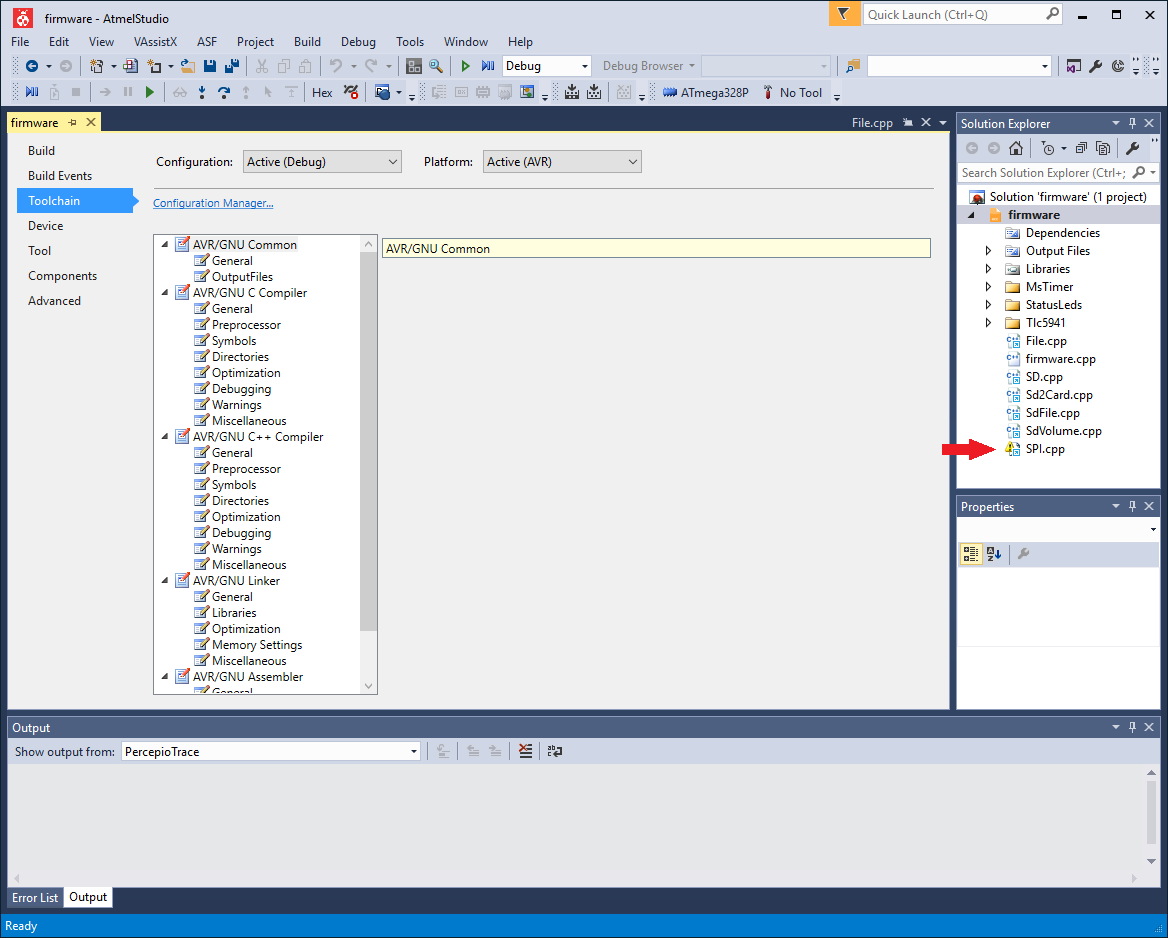 firmware - AtmelStudio
Quick Launch (Ctrl+Q)
File Edit View VAssistX ASF Project Build Debug Tools Window Help
Debug Debug Browser
Hex ATmega328P No Tool
firmware File.cpp
Build
Build Events
Toolchain
Device
Tool
Components
Advanced
Configuration: Active (Debug) Platform: Active (AVR)
Configuration Manager...
AVR/GNU Common
General
OutputFiles
AVR/GNU C Compiler
General
Preprocessor
Symbols
Directories
Optimization
Debugging
Warnings
Miscellaneous
AVR/GNU C++ Compiler
General
Preprocessor
Symbols
Directories
Optimization
Debugging
Warnings
Miscellaneous
AVR/GNU Linker
General
Libraries
Optimization
Memory Settings
Miscellaneous
AVR/GNU Assembler
General
AVR/GNU Common
Solution Explorer
Search Solution Explorer (Ctrl+;
Solution 'firmware' (1 project)
firmware
Dependencies
Output Files
Libraries
MsTimer
StatusLeds
Tlc5941
File.cpp
firmware.cpp
SD.cpp
Sd2Card.cpp
SdFile.cpp
SdVolume.cpp
SPI.cpp
Properties
Output
Show output from: PercepioTrace
Error List Output
Ready